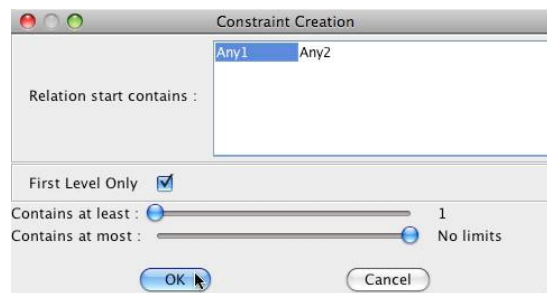 Constraint Creation
Any1 Any2
Relation start contains :
First Level Only
Contains at least : 1
Contains at most : No limits
OK Cancel